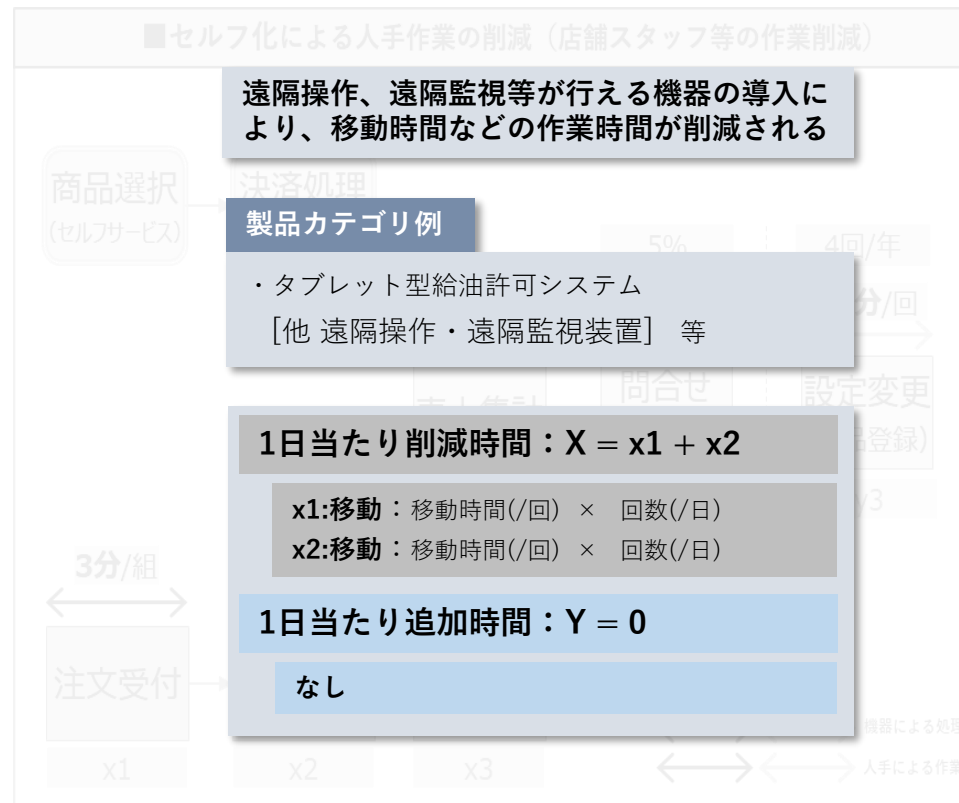 ■セルフ化による人手作業の削減（店舗スタッフ等の作業削減）
遠隔操作、遠隔監視等が行える機器の導入に
より、移動時間などの作業時間が削減される
商品選択
決済処理
(セルフサービス)
製品カテゴリ例
5%
4回/年
・タブレット型給油許可システム
[他 遠隔操作・遠隔監視装置] 等
分/回
問合せ
設定変更
1日当たり削減時間：X = x1 + x2
x1:移動：移動時間(/回) × 回数(/日)
x2:移動：移動時間(/回) × 回数(/日)
3分/組
1日当たり追加時間：Y = 0
なし
注文受付
機器による処理
人手による作業
x1
x2
x3